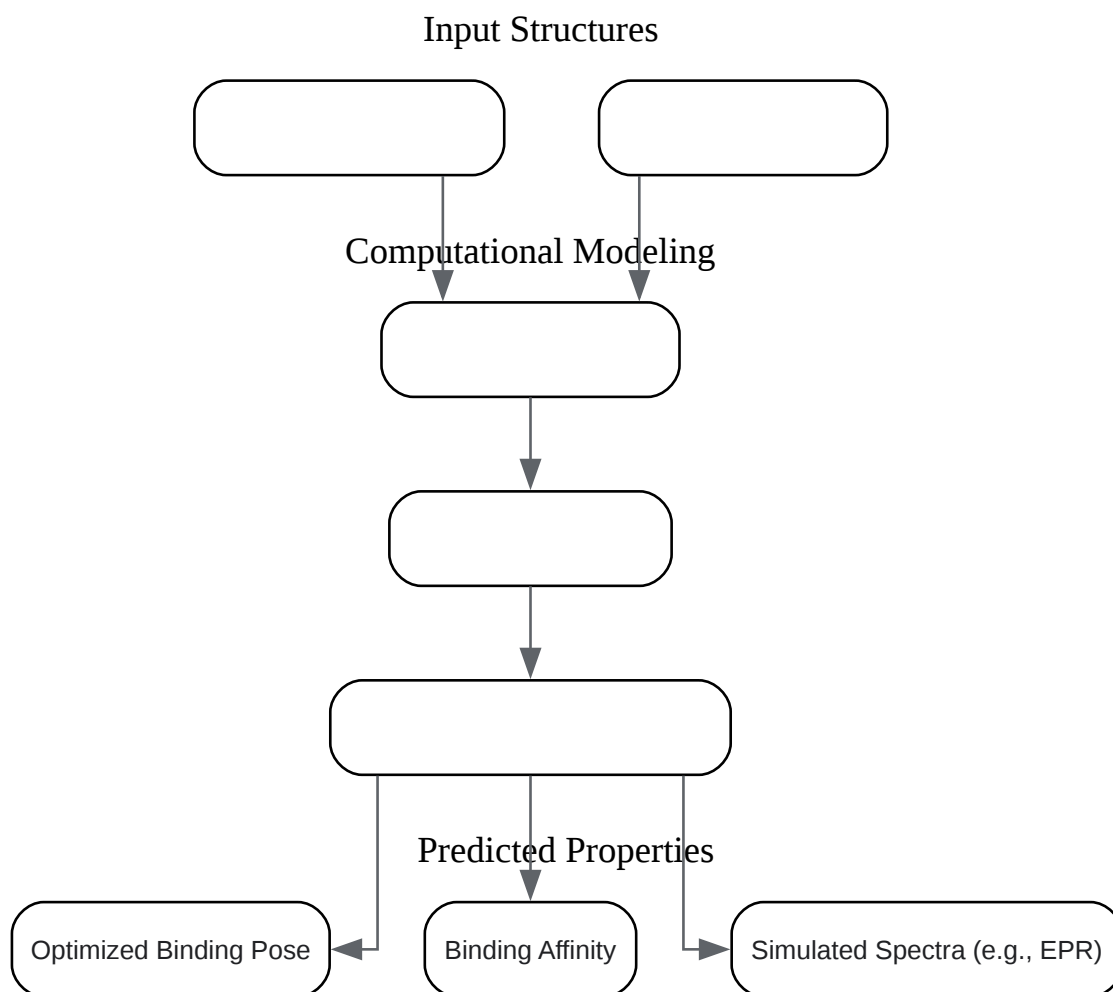 Input Structures
Computational Modeling
Predicted Properties
Optimized Binding Pose
Binding Affinity
Simulated Spectra (e.g., EPR)